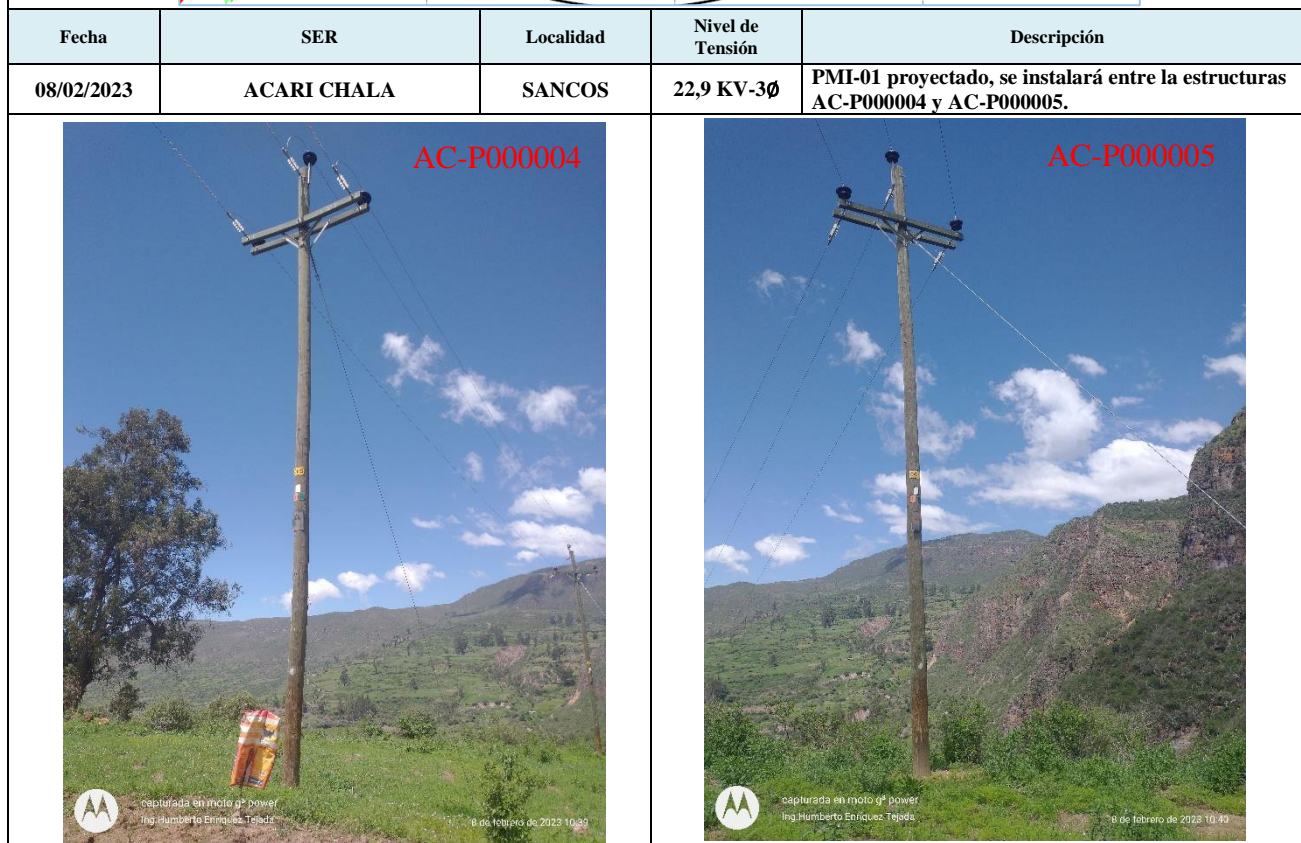 Fecha
SER
Localidad
Nivel de
Tensión
Descripción
08/02/2023
ACARI CHALA
SANCOS
22,9 KV-3Ø
PMI-01 proyectado, se instalará entre la estructuras
AC-P000004 y AC-P000005.
AC-P000004
AC-P000005
capturada en moto g⁸ power
Ing.Humberto Enriquez Tejada
8 de febrero de 2023 10:39
capturada en moto g⁸ power
Ing.Humberto Enriquez Tejada
8 de febrero de 2023 10:40